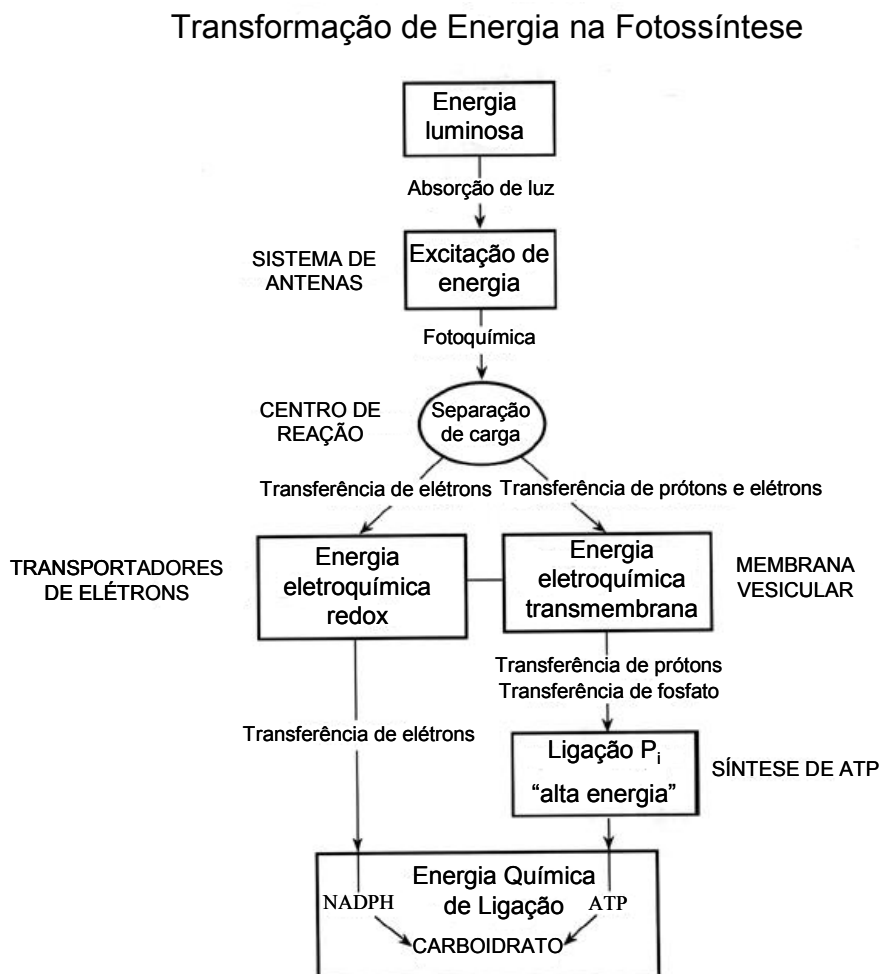 Transformação de Energia na Fotossíntese
Energia
luminosa
Absorção de luz
SISTEMA DE
ANTENAS
Excitação de
energia
Fotoquímica
CENTRO DE
REAÇÃO
Separação
de carga
Transferência de elétrons
Transferência de prótons e elétrons
TRANSPORTADORES
DE ELÉTRONS
Energia
eletroquímica
redox
Energia
eletroquímica
transmembrana
MEMBRANA
VESICULAR
Transferência de prótons
Transferência de fosfato
Transferência de elétrons
Ligação Pi
“alta energia”
SÍNTESE DE ATP
Energia Química
de Ligação
NADPH
ATP
CARBOIDRATO